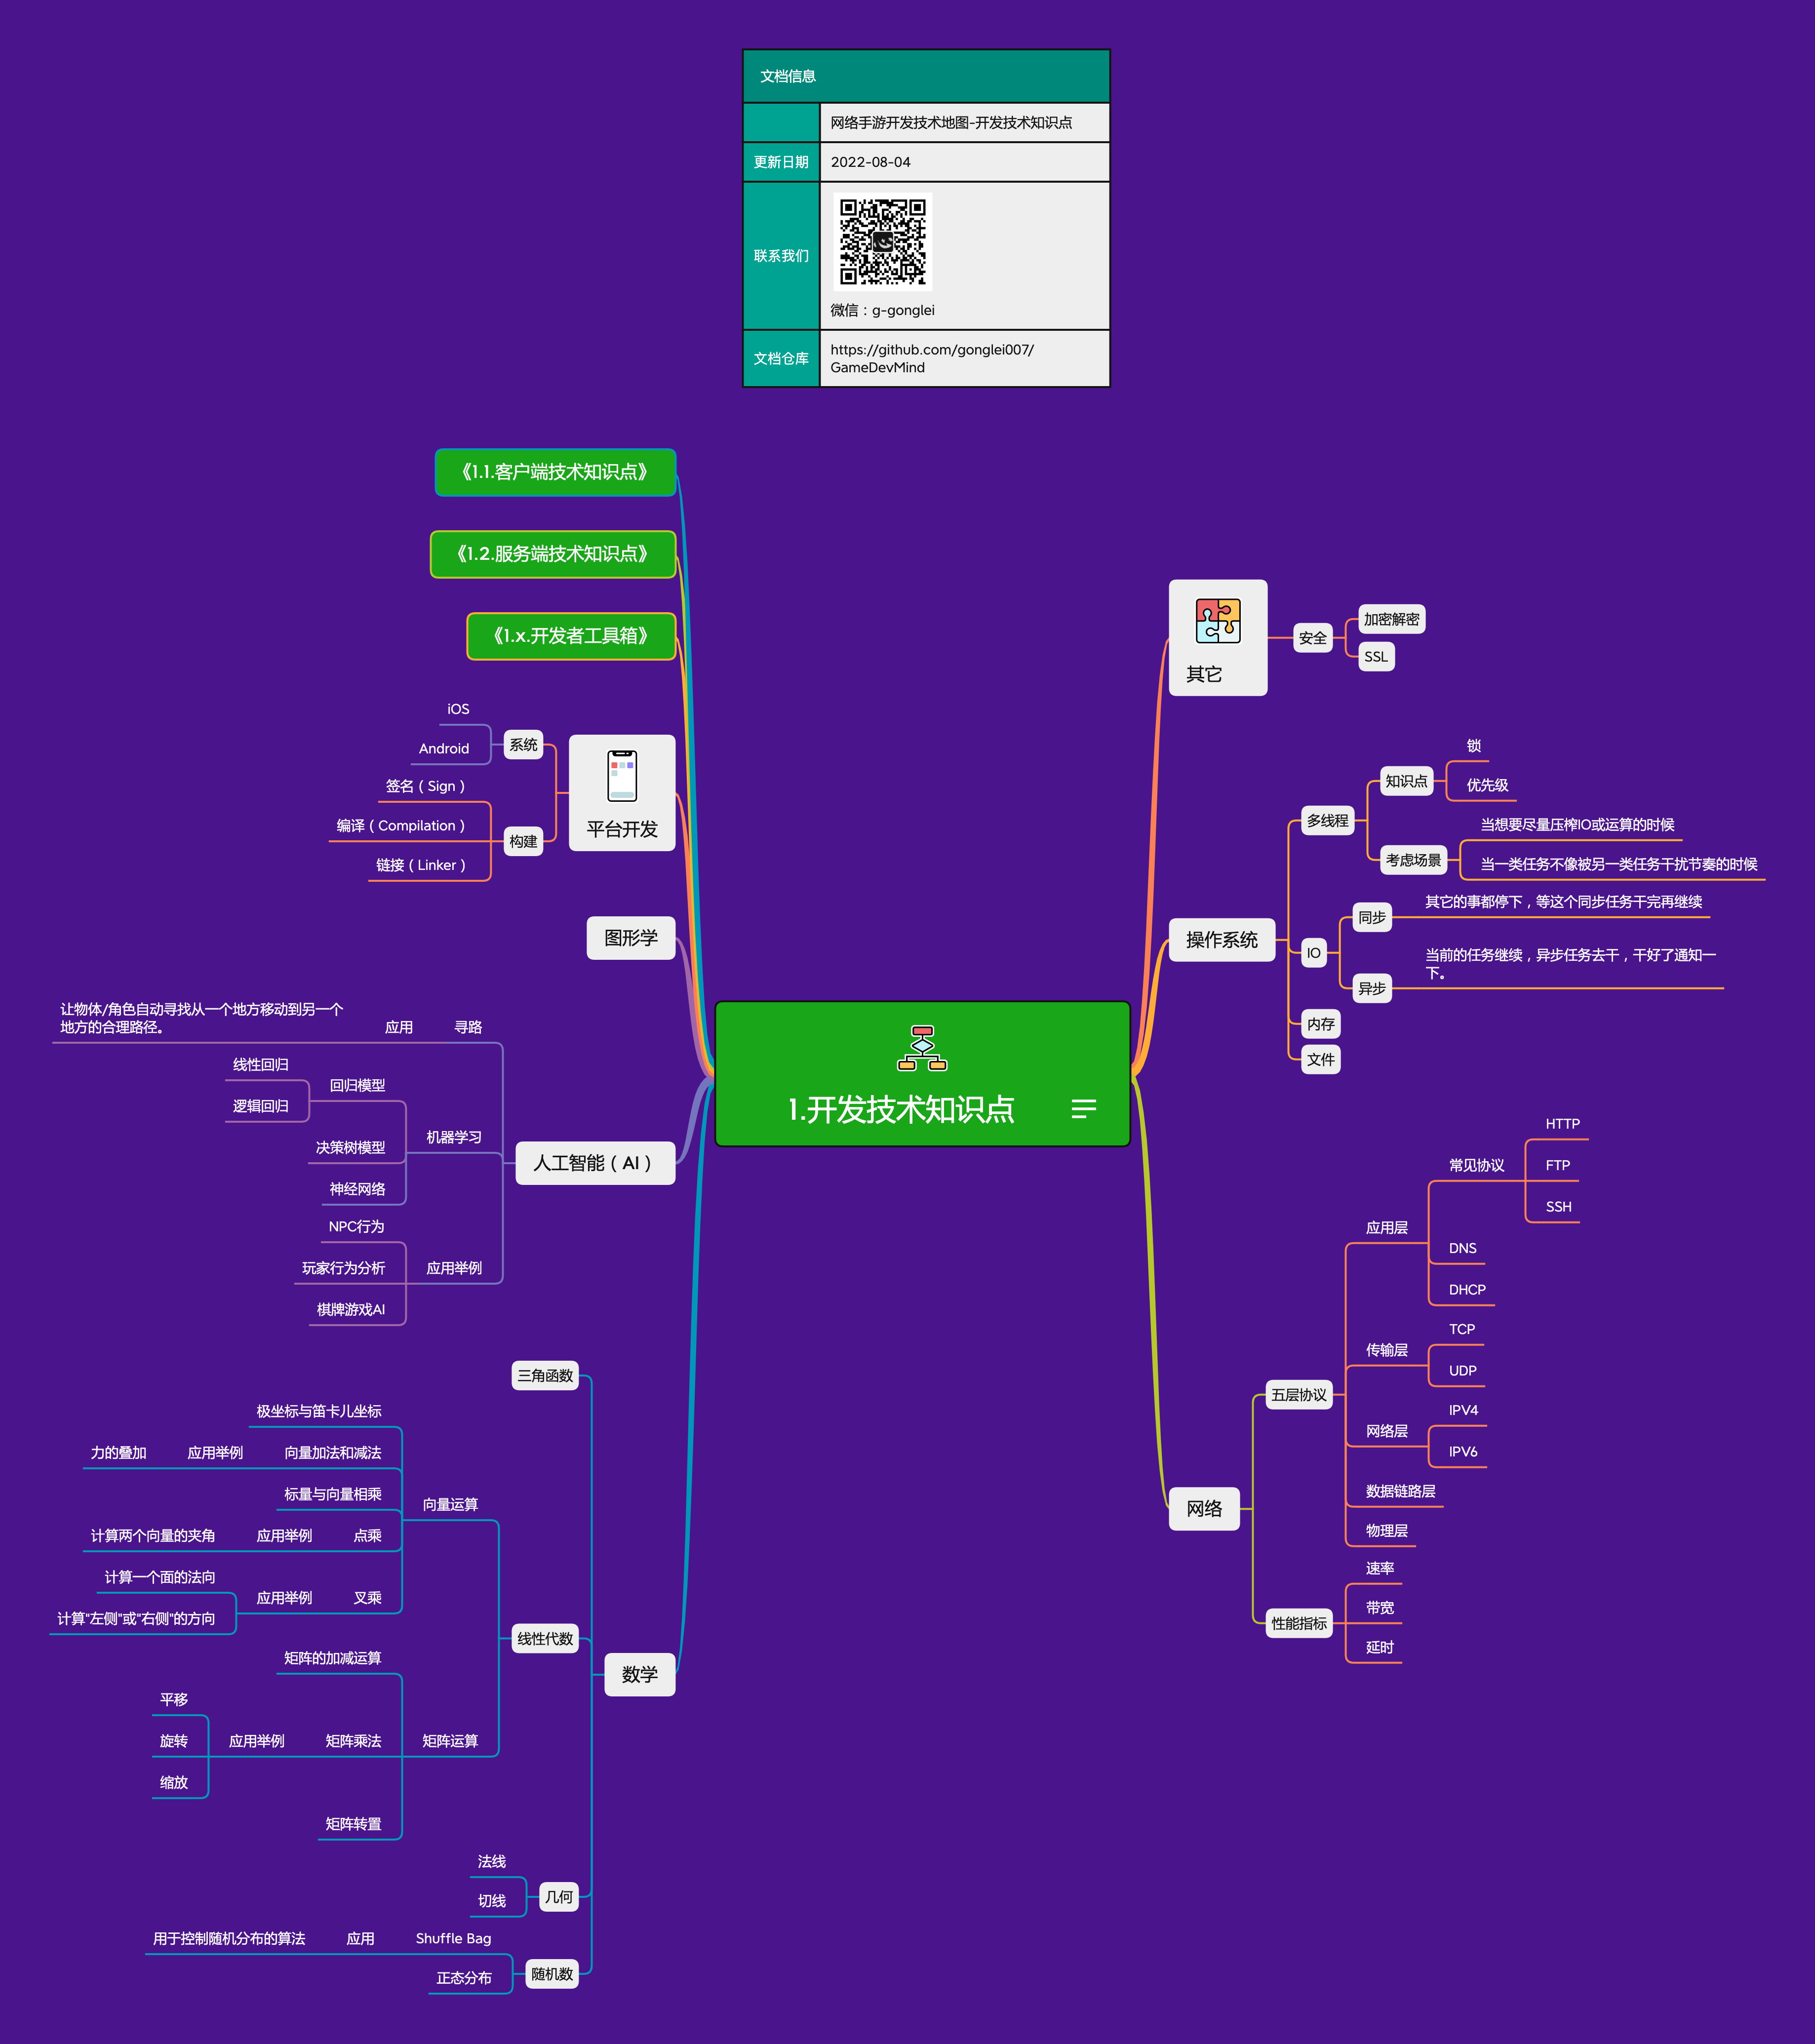 文档信息
网络手游开发技术地图-开发技术知识点
更新日期
2022-08-04
联系我们
微信：g-gonglei
文档仓库
https://github.com/gonglei007/
GameDevMind
1.开发技术知识点
《1.1.客户端技术知识点》
《1.2.服务端技术知识点》
《1.x.开发者工具箱》
平台开发
系统
iOS
Android
构建
签名（Sign）
编译（Compilation）
链接（Linker）
图形学
人工智能（AI）
寻路
应用
让物体/角色自动寻找从一个地方移动到另一个
地方的合理路径。
机器学习
回归模型
线性回归
逻辑回归
决策树模型
神经网络
应用举例
NPC行为
玩家行为分析
棋牌游戏AI
数学
三角函数
线性代数
向量运算
极坐标与笛卡儿坐标
向量加法和减法
应用举例
力的叠加
标量与向量相乘
点乘
应用举例
计算两个向量的夹角
叉乘
应用举例
计算一个面的法向
计算"左侧"或"右侧"的方向
矩阵运算
矩阵的加减运算
矩阵乘法
应用举例
平移
旋转
缩放
矩阵转置
几何
法线
切线
随机数
Shuffle Bag
应用
用于控制随机分布的算法
正态分布
其它
安全
加密解密
SSL
操作系统
多线程
知识点
锁
优先级
考虑场景
当想要尽量压榨IO或运算的时候
当一类任务不像被另一类任务干扰节奏的时候
IO
同步
其它的事都停下，等这个同步任务干完再继续
异步
当前的任务继续，异步任务去干，干好了通知一
下。
内存
文件
网络
五层协议
应用层
常见协议
HTTP
FTP
SSH
DNS
DHCP
传输层
TCP
UDP
网络层
IPV4
IPV6
数据链路层
物理层
性能指标
速率
带宽
延时